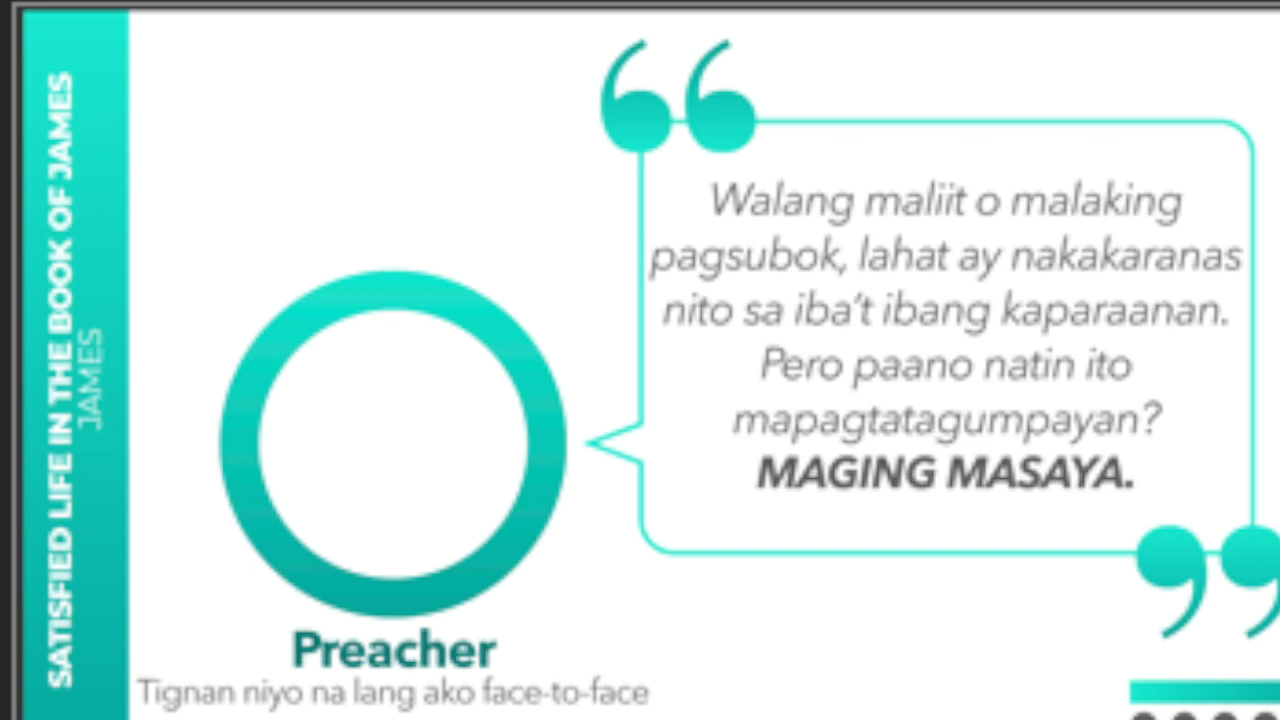 SATISFIED LIFE IN THE BOOK OF JAMES
JAMES
Walang maliit o malaking
pagsubok, lahat ay nakakaranas
nito sa iba't ibang kaparaanan.
Pero paano natin ito
mapagtatagumpayan?
MAGING MASAYA.
Preacher
Tignan niyo na lang ako face-to-face